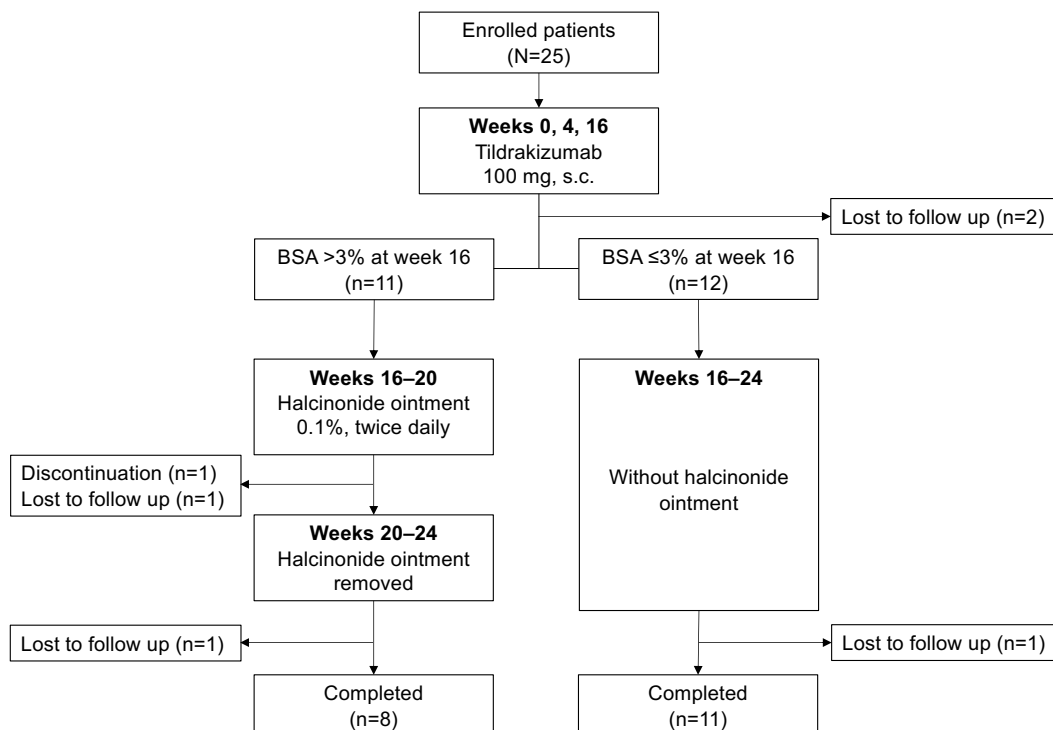 Enrolled patients
(N=25)
Weeks 0, 4, 16
Tildrakizumab
100 mg, s.c.
Lost to follow up (n=2)
BSA >3% at week 16
(n=11)
BSA ≤3% at week 16
(n=12)
Weeks 16–20
Halcinonide ointment
0.1%, twice daily
Weeks 16–24
Without halcinonide
ointment
Discontinuation (n=1)
Lost to follow up (n=1)
Weeks 20–24
Halcinonide ointment
removed
Lost to follow up (n=1)
Lost to follow up (n=1)
Completed
(n=8)
Completed
(n=11)